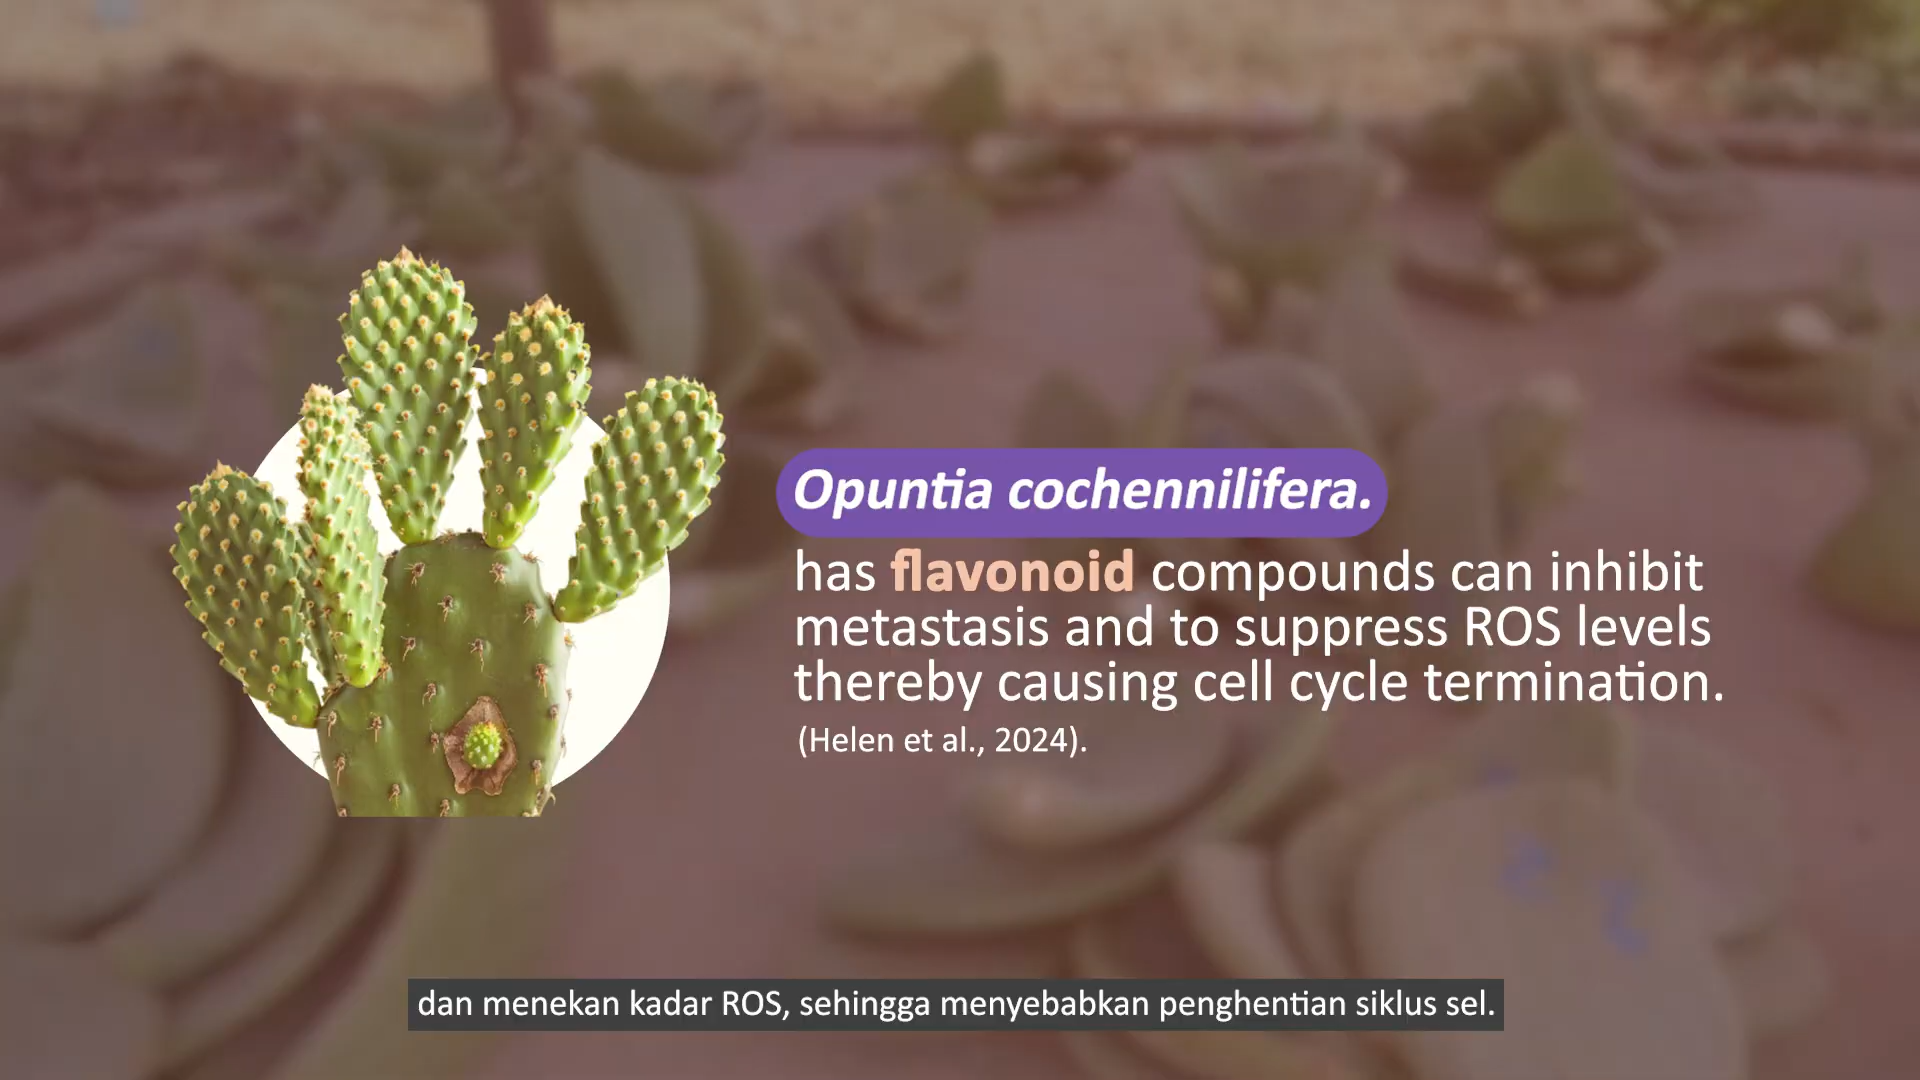 Opuntia cochennilifera.
has flavonoid compounds can inhibit
metastasis and to suppress ROS levels
thereby causing cell cycle termination.
(Helen et al., 2024).
dan menekan kadar ROS, sehingga menyebabkan penghentian siklus sel.